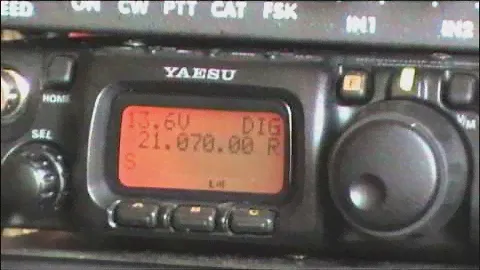 ON CW PTT CAT FSK
IN1 IN2
YAESU
HOME
SEL
F
V/M
13.6V DIG
21.070.00 R
S
A B C